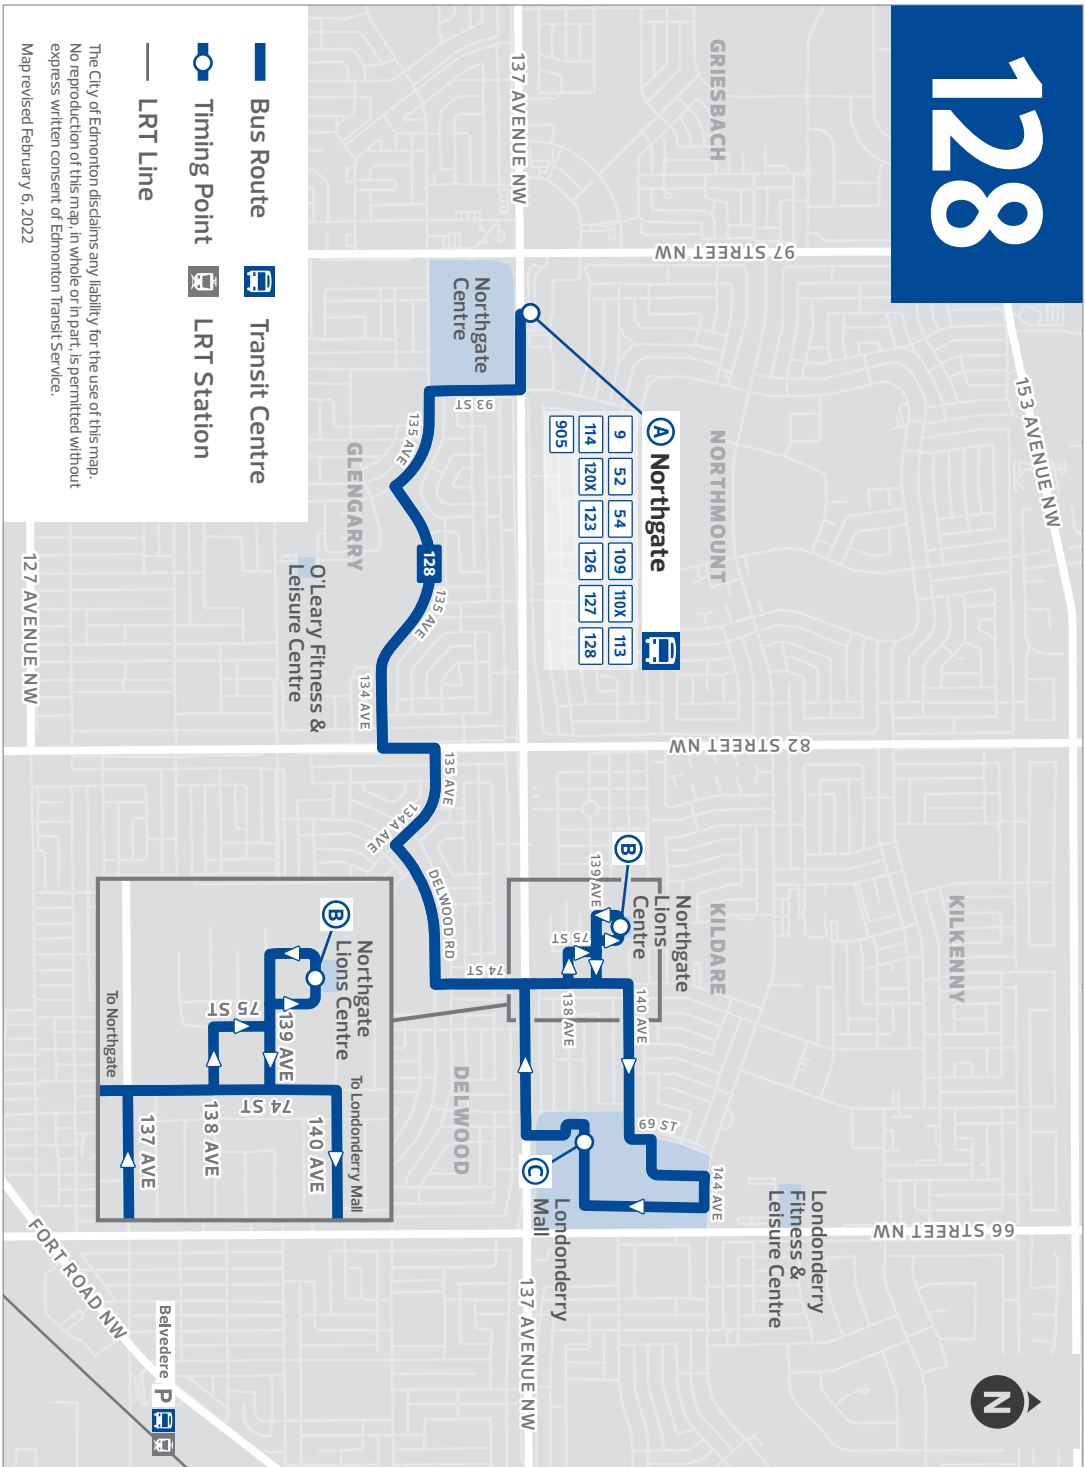 128
GRIESBACH
137 AVENUE NW
97 STREET NW
153 AVENUE NW
Northgate
Centre
93 ST
A Northgate
9 52 54 109 110X 113
114 120X 123 126 127 128
905
NORTHMOUNT
135 AVE
GLENGARRY
128
135 AVE
O'Leary Fitness &
Leisure Centre
134 AVE
127 AVENUE NW
82 STREET NW
135 AVE
134A AVE
DELWOOD RD
74 ST
B
139 AVE
Northgate
Lions
Centre
75 ST
138 AVE
140 AVE
KILDARE
KILKENNY
DELWOOD
69 ST
144 AVE
C
Londonderry
Mall
Londonderry
Fitness &
Leisure Centre
66 STREET NW
137 AVENUE NW
FORT ROAD NW
Belvedere P
N
B
Northgate
Lions Centre
75 ST
139 AVE
74 ST
138 AVE
140 AVE
137 AVE
To Northgate
To Londonderry Mall
Bus Route
Transit Centre
Timing Point
LRT Station
LRT Line
The City of Edmonton disclaims any liability for the use of this map.
No reproduction of this map, in whole or in part, is permitted without
express written consent of Edmonton Transit Service.
Map revised February 6, 2022